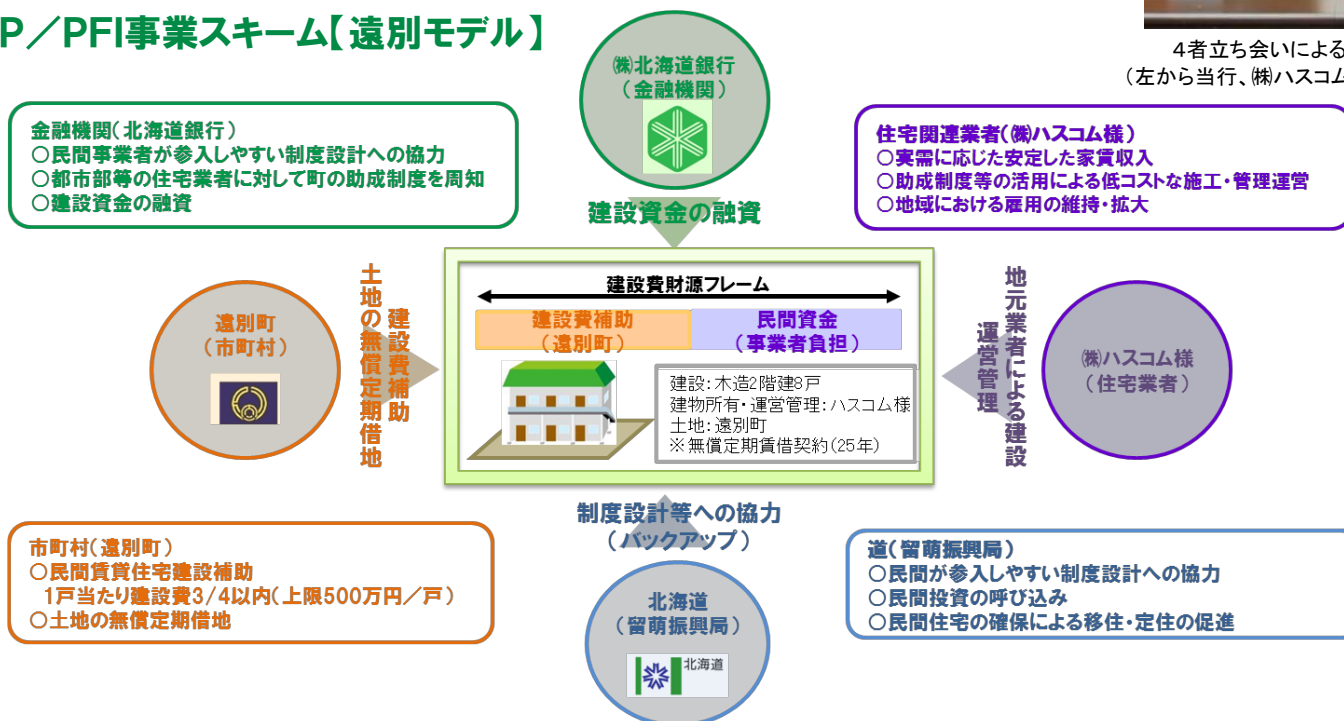 P／PFI事業スキーム【遠別モデル】
4者立ち会いによる
（左から当行、㈱ハスコム
㈱北海道銀行
（金融機関）
金融機関（北海道銀行）
○民間事業者が参入しやすい制度設計への協力
○都市部等の住宅業者に対して町の助成制度を周知
○建設資金の融資
住宅関連業者（㈱ハスコム様）
○実需に応じた安定した家賃収入
○助成制度等の活用による低コストな施工・管理運営
○地域における雇用の維持・拡大
建設資金の融資
遠別町
（市町村）
土地の無償定期借地
建設費補助
建設費財源フレーム
建設費補助
（遠別町）
民間資金
（事業者負担）
建設：木造2階建8戸
建物所有・運営管理：ハスコム様
土地：遠別町
※無償定期賃借契約（25年）
地元業者による建設
運営管理
㈱ハスコム様
（住宅業者）
制度設計等への協力
（バックアップ）
市町村（遠別町）
○民間賃貸住宅建設補助
1戸当たり建設費3/4以内（上限500万円／戸）
○土地の無償定期借地
北海道
（留萌振興局）
北海道
道（留萌振興局）
○民間が参入しやすい制度設計への協力
○民間投資の呼び込み
○民間住宅の確保による移住・定住の促進